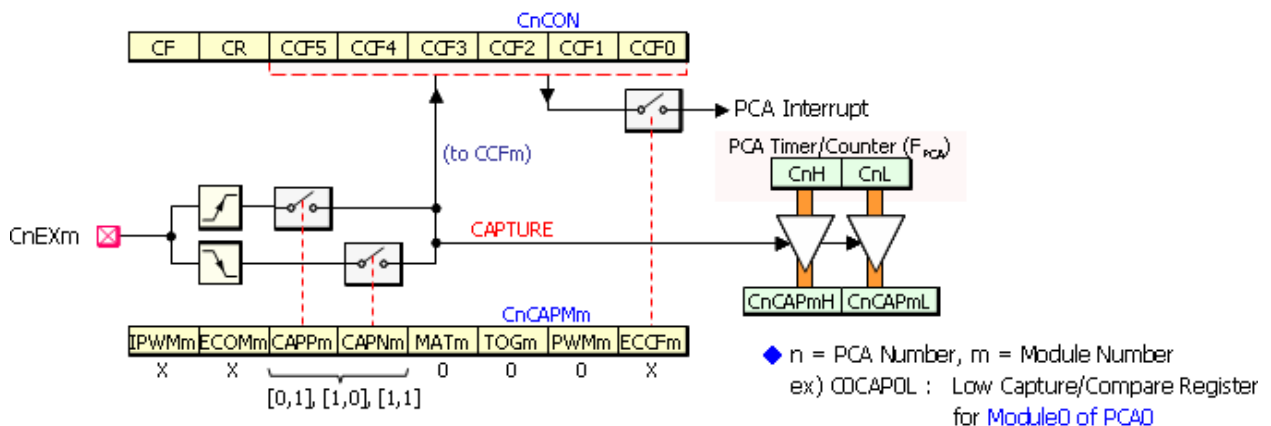 CnCON
CF CR CCF5 CCF4 CCF3 CCF2 CCF1 CCF0
PCA Interrupt
(to CCFm)
PCA Timer/Counter (FPCA)
CnH CnL
CnEXm
CAPTURE
CnCAPmH CnCAPmL
CnCAPMm
IPWMm ECOMm CAPPm CAPNm MATm TOGm PWMm ECCFm
X X 0 0 0 X
[0,1], [1,0], [1,1]
n = PCA Number, m = Module Number
ex) C0CAP0L : Low Capture/Compare Register
for Module0 of PCA0